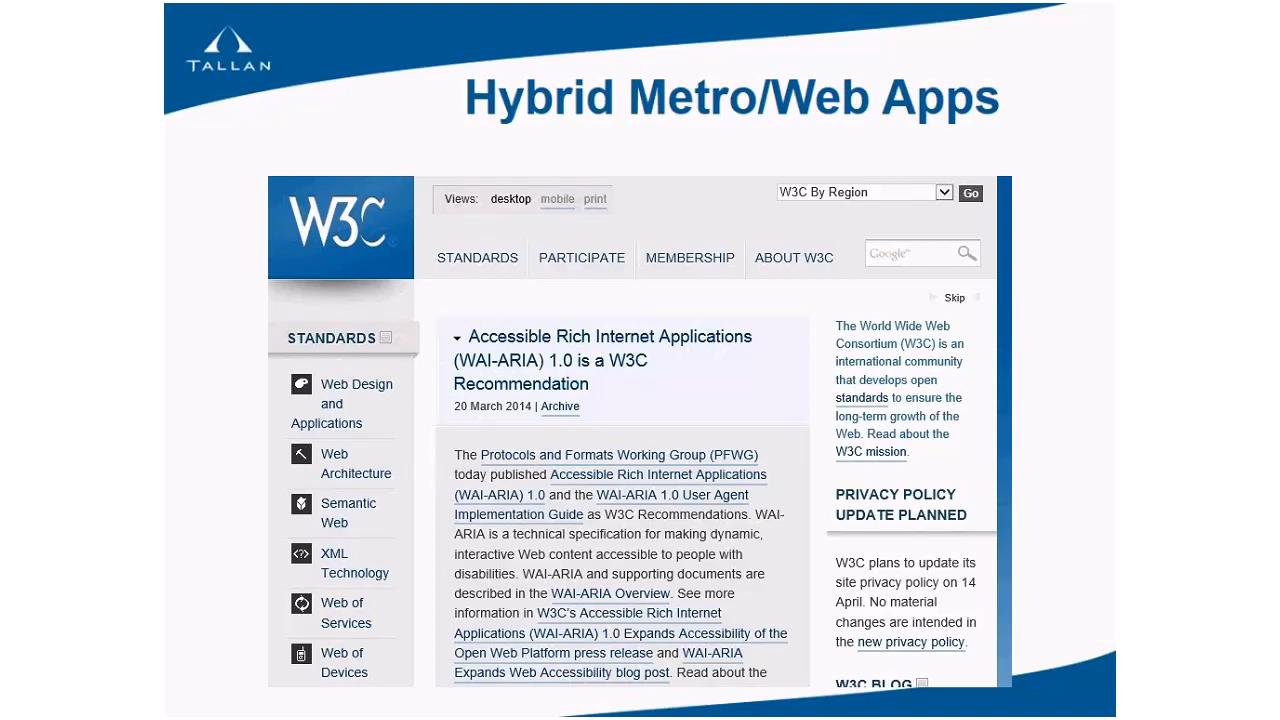 TALLAN
Hybrid Metro/Web Apps
W3C
Views: desktop mobile print
W3C By Region
Go
STANDARDS
PARTICIPATE
MEMBERSHIP
ABOUT W3C
Google™
Skip
STANDARDS
Web Design
and
Applications
Web
Architecture
Semantic
Web
XML
Technology
Web of
Services
Web of
Devices
Accessible Rich Internet Applications
(WAI-ARIA) 1.0 is a W3C
Recommendation
20 March 2014 | Archive
The Protocols and Formats Working Group (PFWG)
today published Accessible Rich Internet Applications
(WAI-ARIA) 1.0 and the WAI-ARIA 1.0 User Agent
Implementation Guide as W3C Recommendations. WAI-
ARIA is a technical specification for making dynamic,
interactive Web content accessible to people with
disabilities. WAI-ARIA and supporting documents are
described in the WAI-ARIA Overview. See more
information in W3C's Accessible Rich Internet
Applications (WAI-ARIA) 1.0 Expands Accessibility of the
Open Web Platform press release and WAI-ARIA
Expands Web Accessibility blog post. Read about the
The World Wide Web
Consortium (W3C) is an
international community
that develops open
standards to ensure the
long-term growth of the
Web. Read about the
W3C mission.
PRIVACY POLICY
UPDATE PLANNED
W3C plans to update its
site privacy policy on 14
April. No material
changes are intended in
the new privacy policy.
W3C BLOG